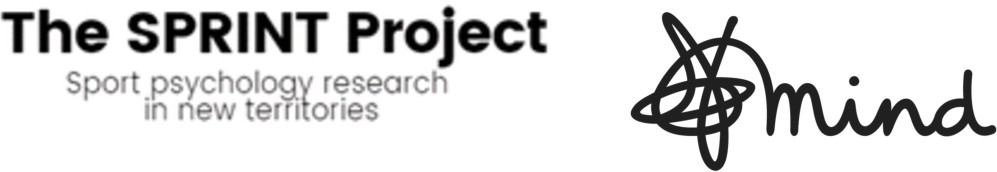 The SPRINT Project
Sport psychology research
in new territories
mind